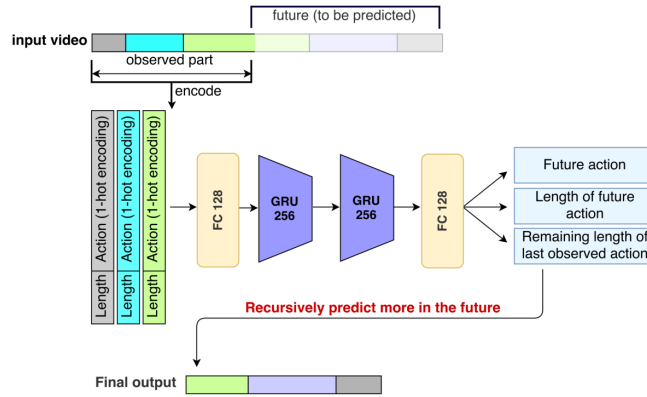 future (to be predicted)
input video
observed part
encode
Length Action (1-hot encoding)
Length Action (1-hot encoding)
Length Action (1-hot encoding)
FC 128
GRU
256
GRU
256
FC 128
Future action
Length of future
action
Remaining length of
last observed action
Recursively predict more in the future
Final output